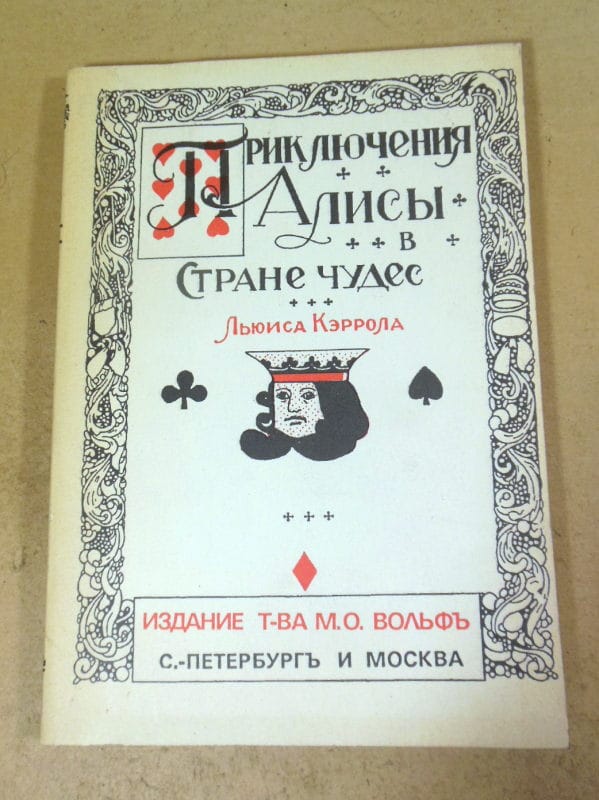 Приключения
Алисы
в
Стране чудес
Льюиса Кэррола
ИЗДАНИЕ Т-ВА М.О. ВОЛЬФЪ
С.-ПЕТЕРБУРГЪ И МОСКВА